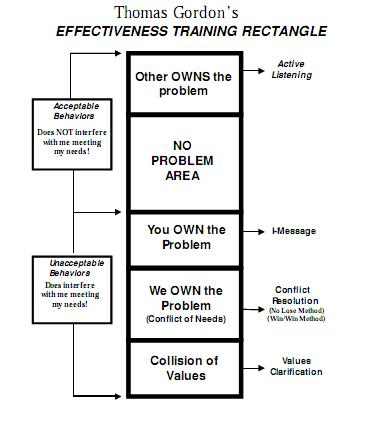 Thomas Gordon's
EFFECTIVENESS TRAINING RECTANGLE
Other OWNS the
problem
Active
Listening
Acceptable
Behaviors
Does NOT interfere
with me meeting
my needs!
NO
PROBLEM
AREA
You OWN the
Problem
I-Message
Unacceptable
Behaviors
Does interfere
with me meeting
my needs!
We OWN the
Problem
(Conflict of Needs)
Conflict
Resolution
(No Lose Method)
(Win/Win Method)
Collision of
Values
Values
Clarification